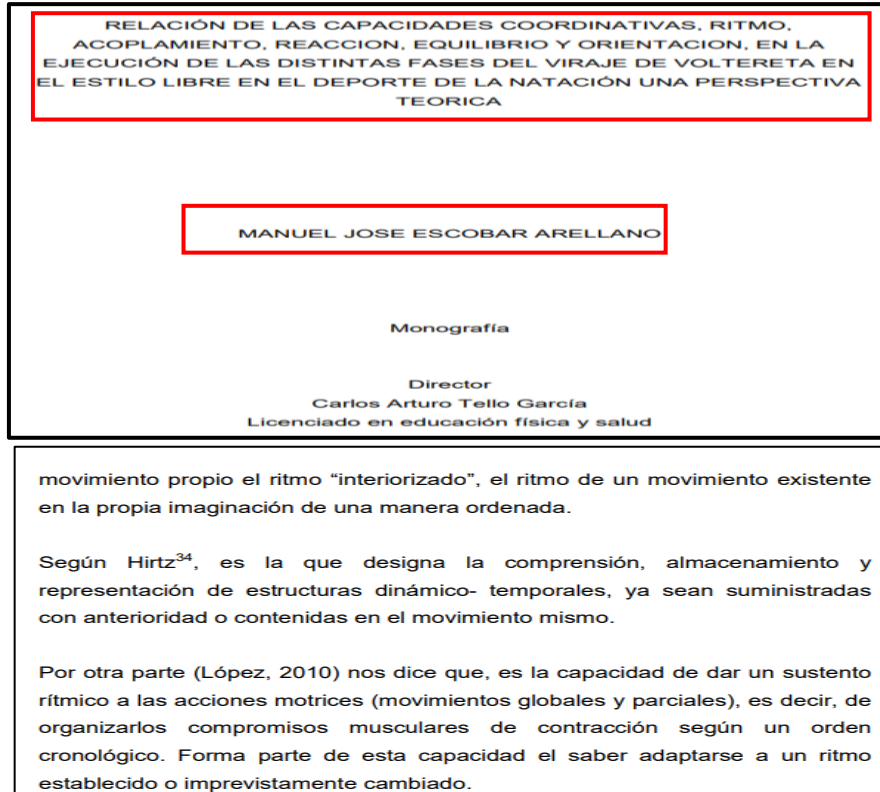 RELACIÓN DE LAS CAPACIDADES COORDINATIVAS, RITMO,
ACOPLAMIENTO, REACCION, EQUILIBRIO Y ORIENTACION, EN LA
EJECUCIÓN DE LAS DISTINTAS FASES DEL VIRAJE DE VOLTERETA EN
EL ESTILO LIBRE EN EL DEPORTE DE LA NATACIÓN UNA PERSPECTIVA
TEORICA
MANUEL JOSE ESCOBAR ARELLANO
Monografía
Director
Carlos Arturo Tello García
Licenciado en educación física y salud
movimiento propio el ritmo “interiorizado”, el ritmo de un movimiento existente
en la propia imaginación de una manera ordenada.
Según Hirtz³⁴, es la que designa la comprensión, almacenamiento y
representación de estructuras dinámico- temporales, ya sean suministradas
con anterioridad o contenidas en el movimiento mismo.
Por otra parte (López, 2010) nos dice que, es la capacidad de dar un sustento
rítmico a las acciones motrices (movimientos globales y parciales), es decir, de
organizarlos compromisos musculares de contracción según un orden
cronológico. Forma parte de esta capacidad el saber adaptarse a un ritmo
establecido o imprevistamente cambiado.